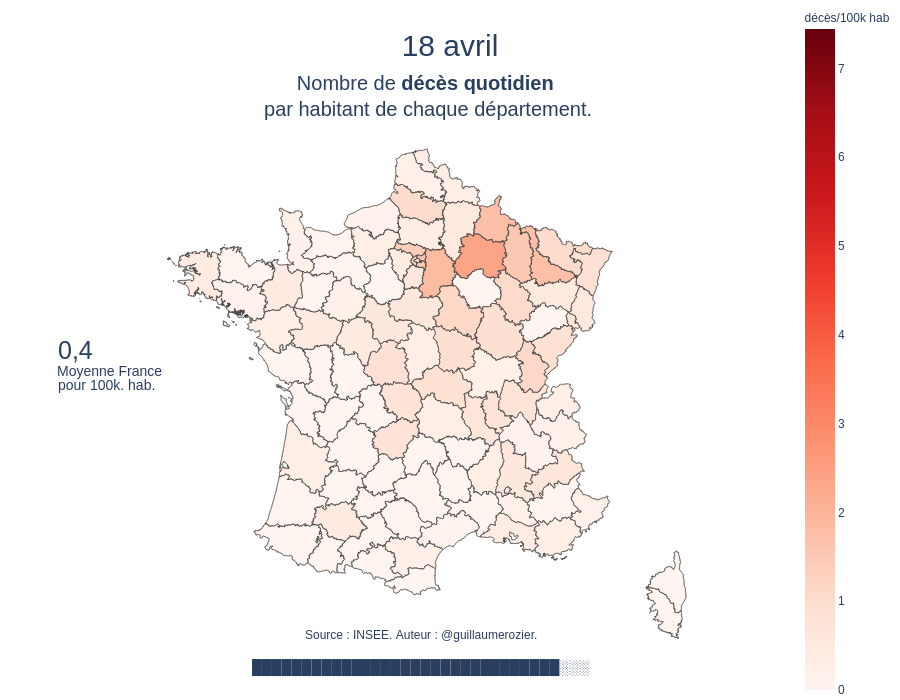 décès/100k hab
18 avril
Nombre de décès quotidien
par habitant de chaque département.
7
6
5
4
3
2
1
0
0,4
Moyenne France
pour 100k. hab.
Source : INSEE. Auteur : @guillaumerozier.